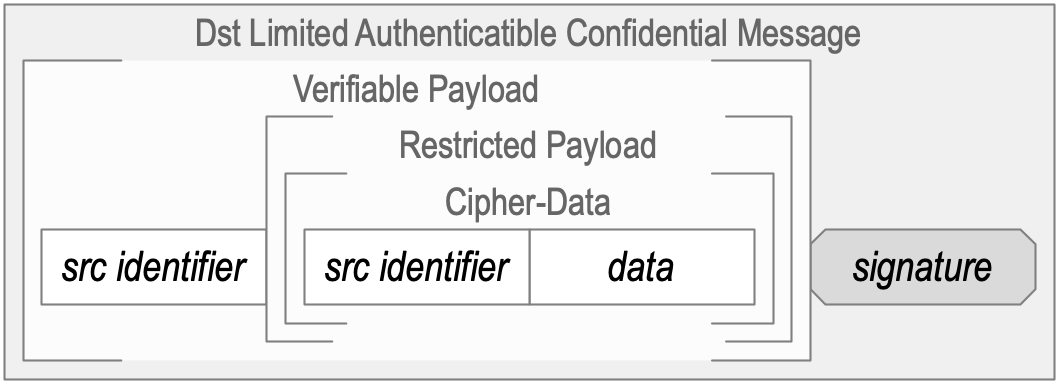 Dst Limited Authenticatible Confidential Message
Verifiable Payload
Restricted Payload
Cipher-Data
src identifier src identifier data signature